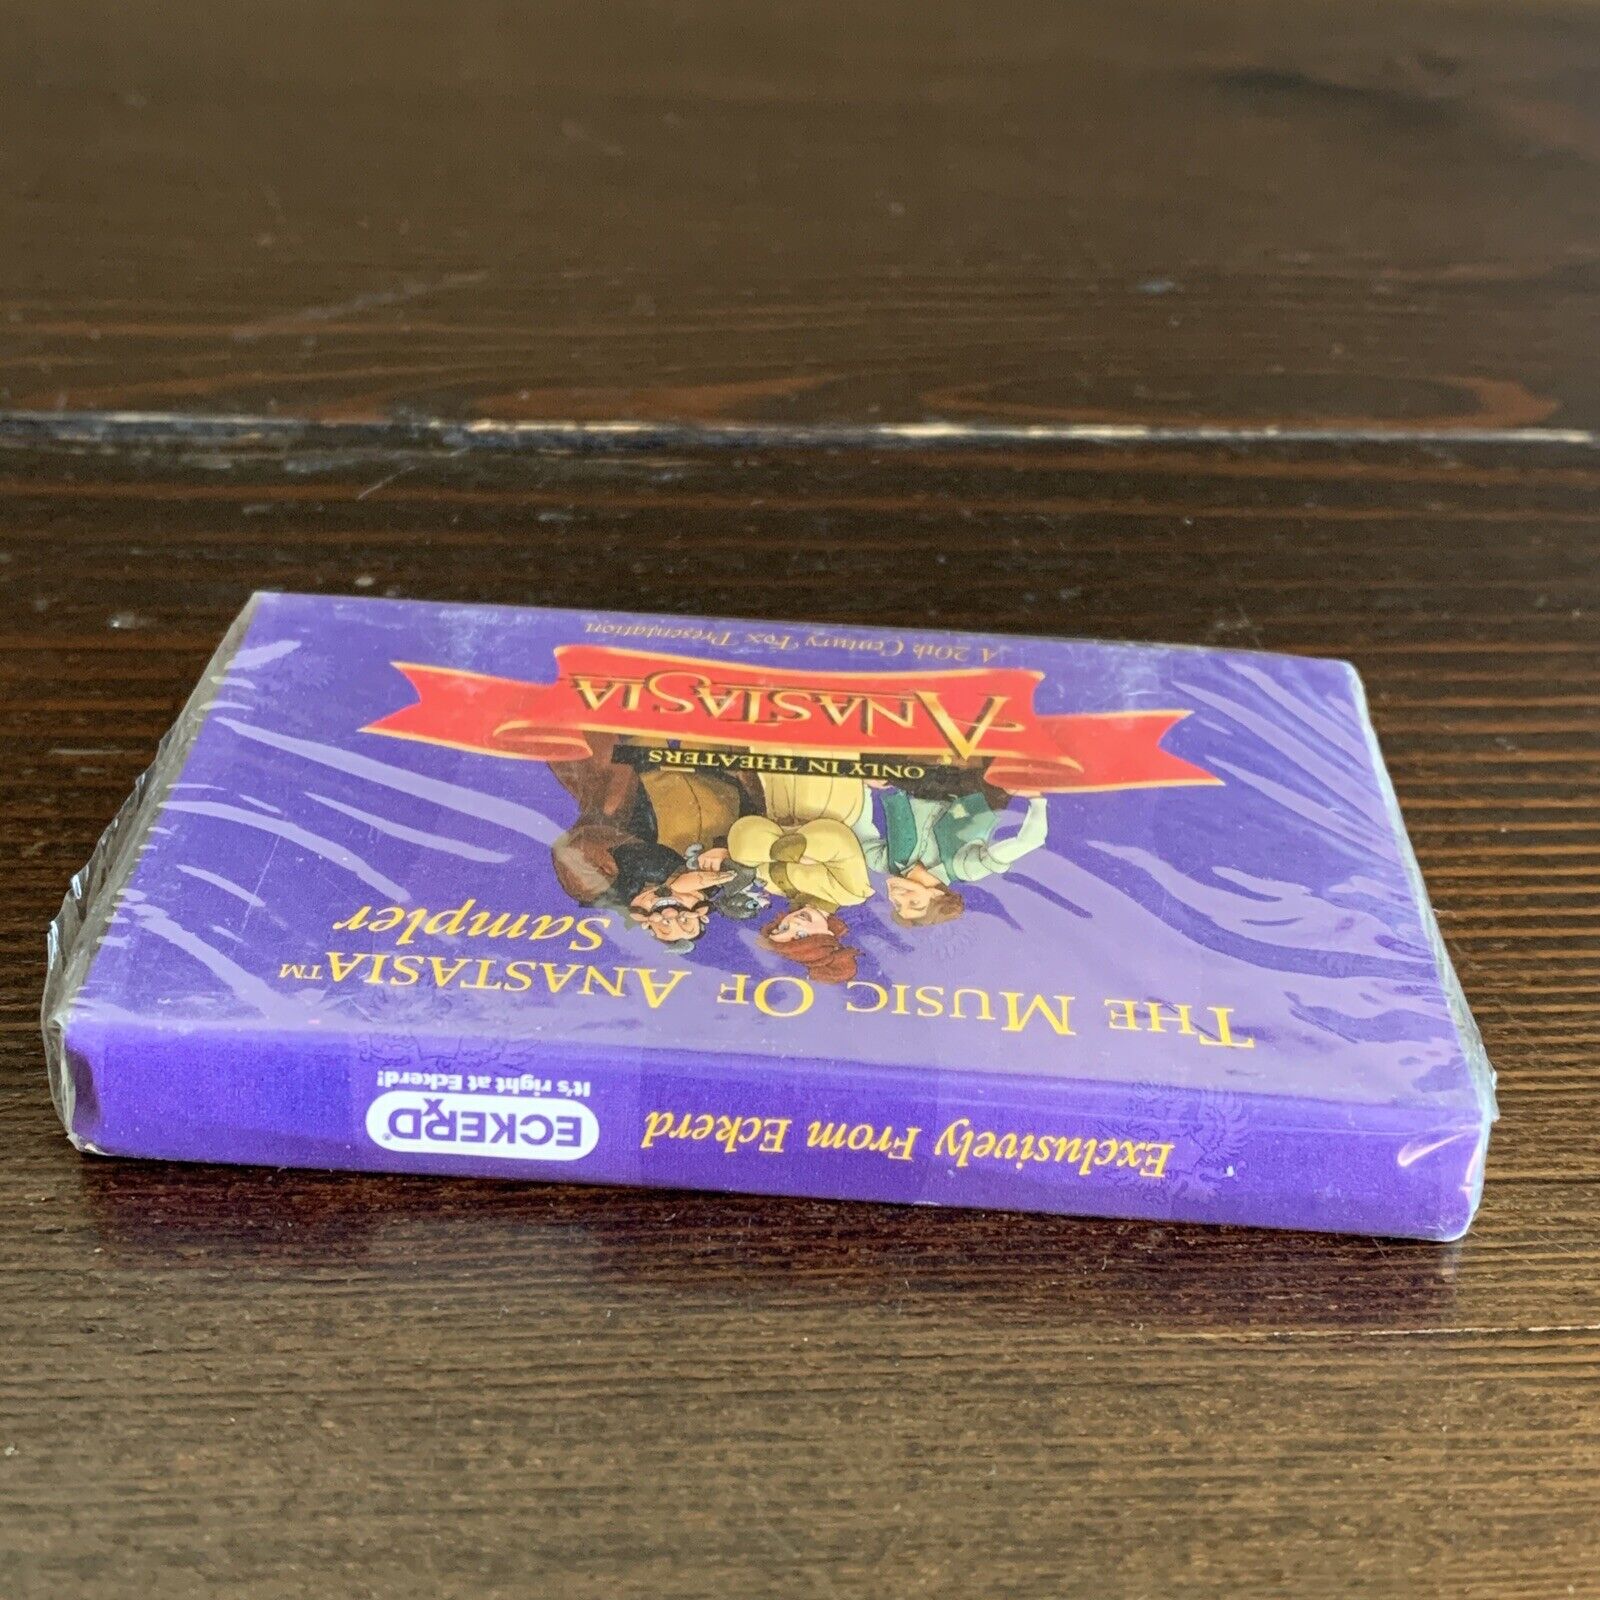 Exclusively From Eckerd
ECKERD®
It's right at Eckerd!
THE MUSIC OF ANASTASIA™
Sampler
ONLY IN THEATERS
ANASTASIA
A 20th Century Fox Presentation